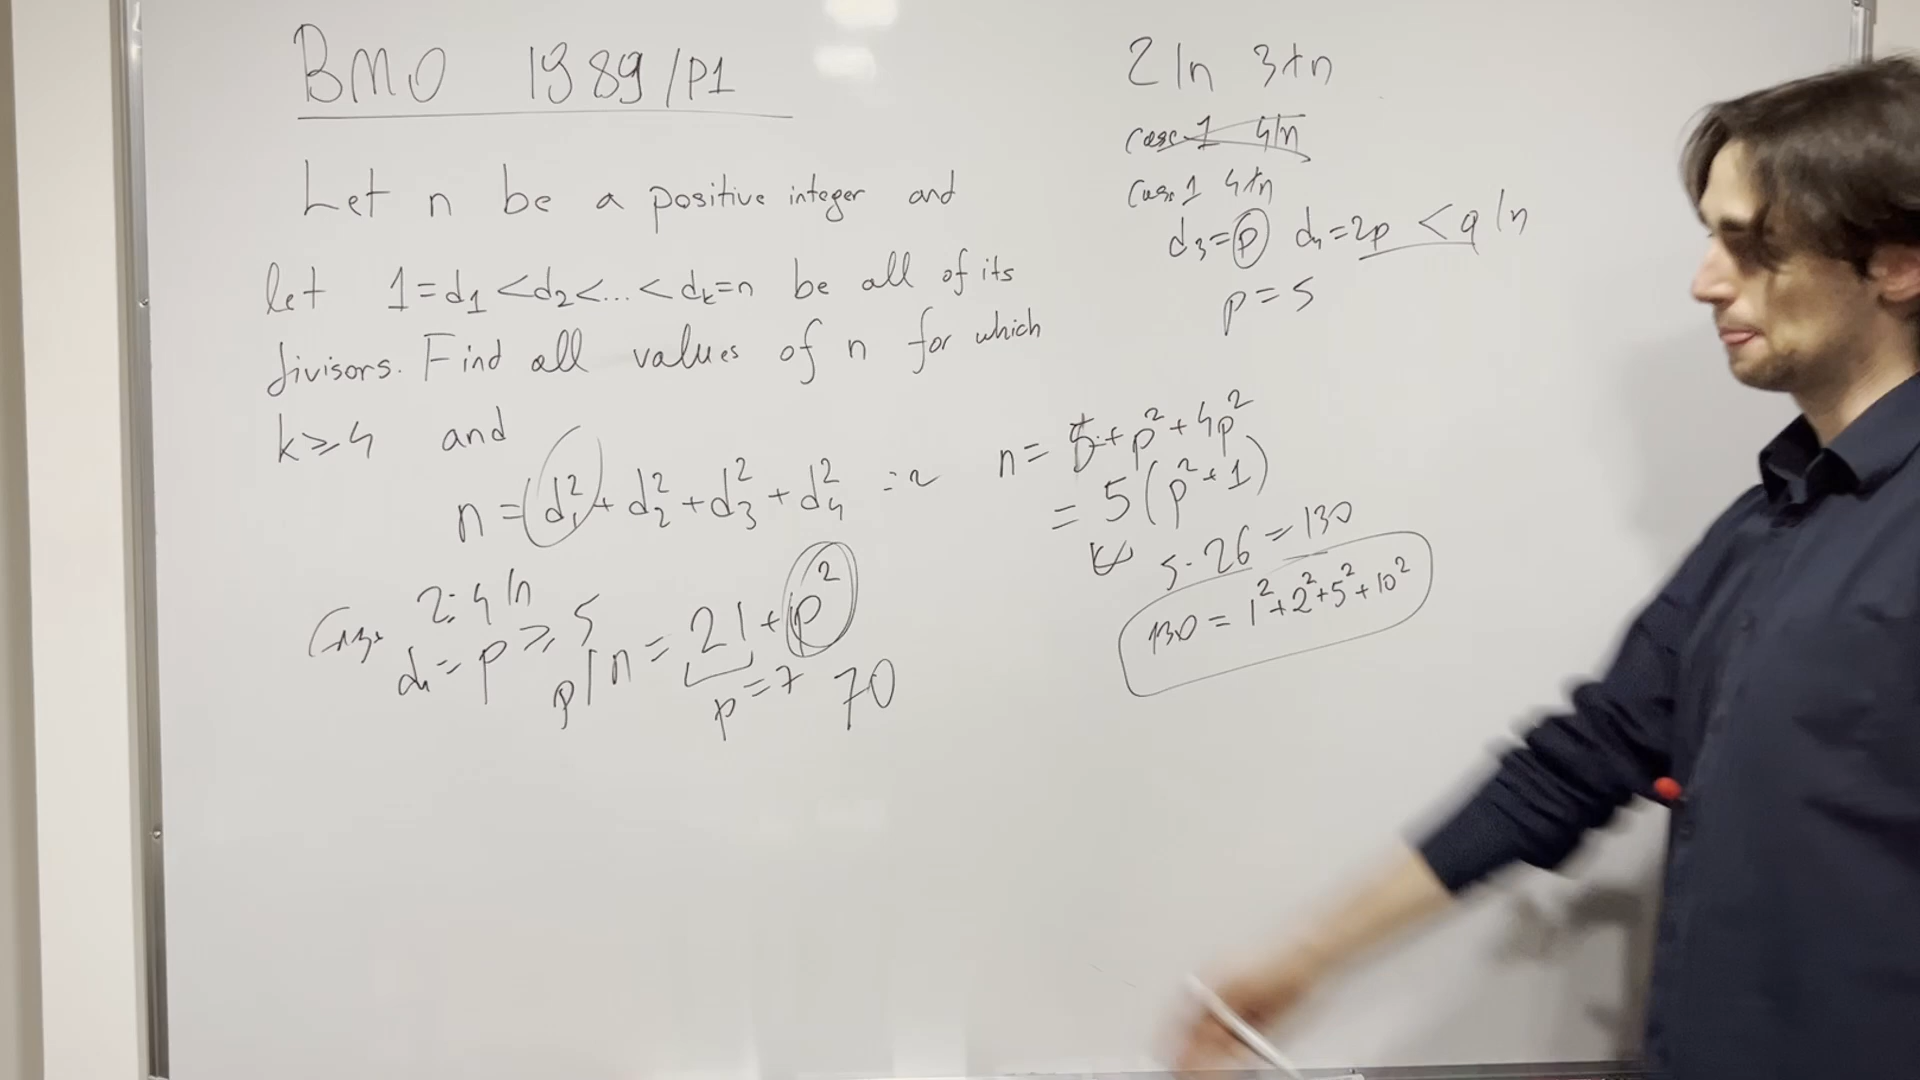 BMO 1989/P1
Let n be a positive integer and
let 1=d₁<d₂<...<dₖ=n be all of its
divisors. Find all values of n for which
k⩾4 and
n=(d₁²+d₂²+d₃²+d₄²
2:4|n
d₄=p⩾5
p|n=21+p²
p=7 70
2|n 3∤n
case 1 4|n
Case 1 4∤n
d₃=p d₄=2p<q|n
p=5
n=5+p²+4p²
=5(p²+1)
5·26=130
130=1²+2²+5²+10²